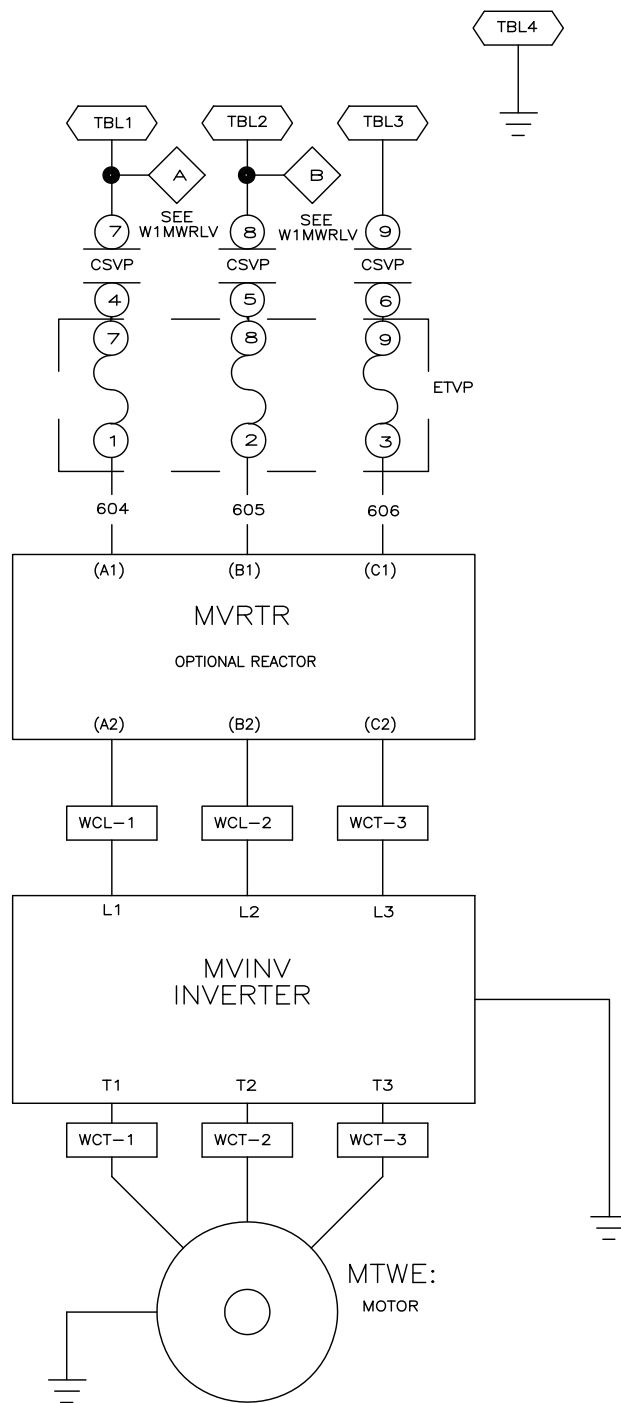 TBL4
TBL1 TBL2 TBL3
A B
SEE
W1MWRLV
SEE
W1MWRLV
7 8 9
CSVP CSVP CSVP
4 5 6
7 8 9
ETVP
1 2 3
604 605 606
(A1) (B1) (C1)
MVRTR
OPTIONAL REACTOR
(A2) (B2) (C2)
WCL-1 WCL-2 WCT-3
L1 L2 L3
MVINV
INVERTER
T1 T2 T3
WCT-1 WCT-2 WCT-3
MTWE:
MOTOR